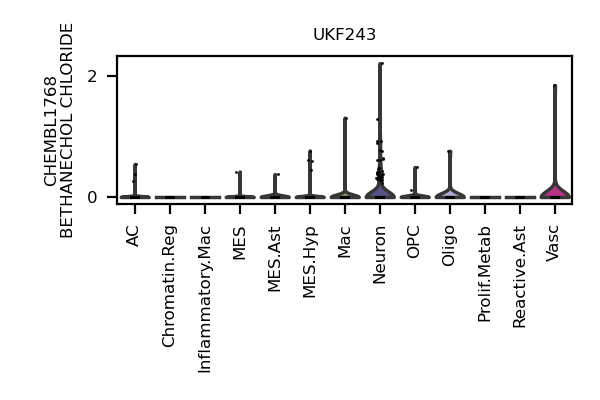 UKF243
CHEMBL1768
BETHANECHOL CHLORIDE
2
0
AC
Chromatin.Reg
Inflammatory.Mac
MES
MES.Ast
MES.Hyp
Mac
Neuron
OPC
Oligo
Prolif.Metab
Reactive.Ast
Vasc